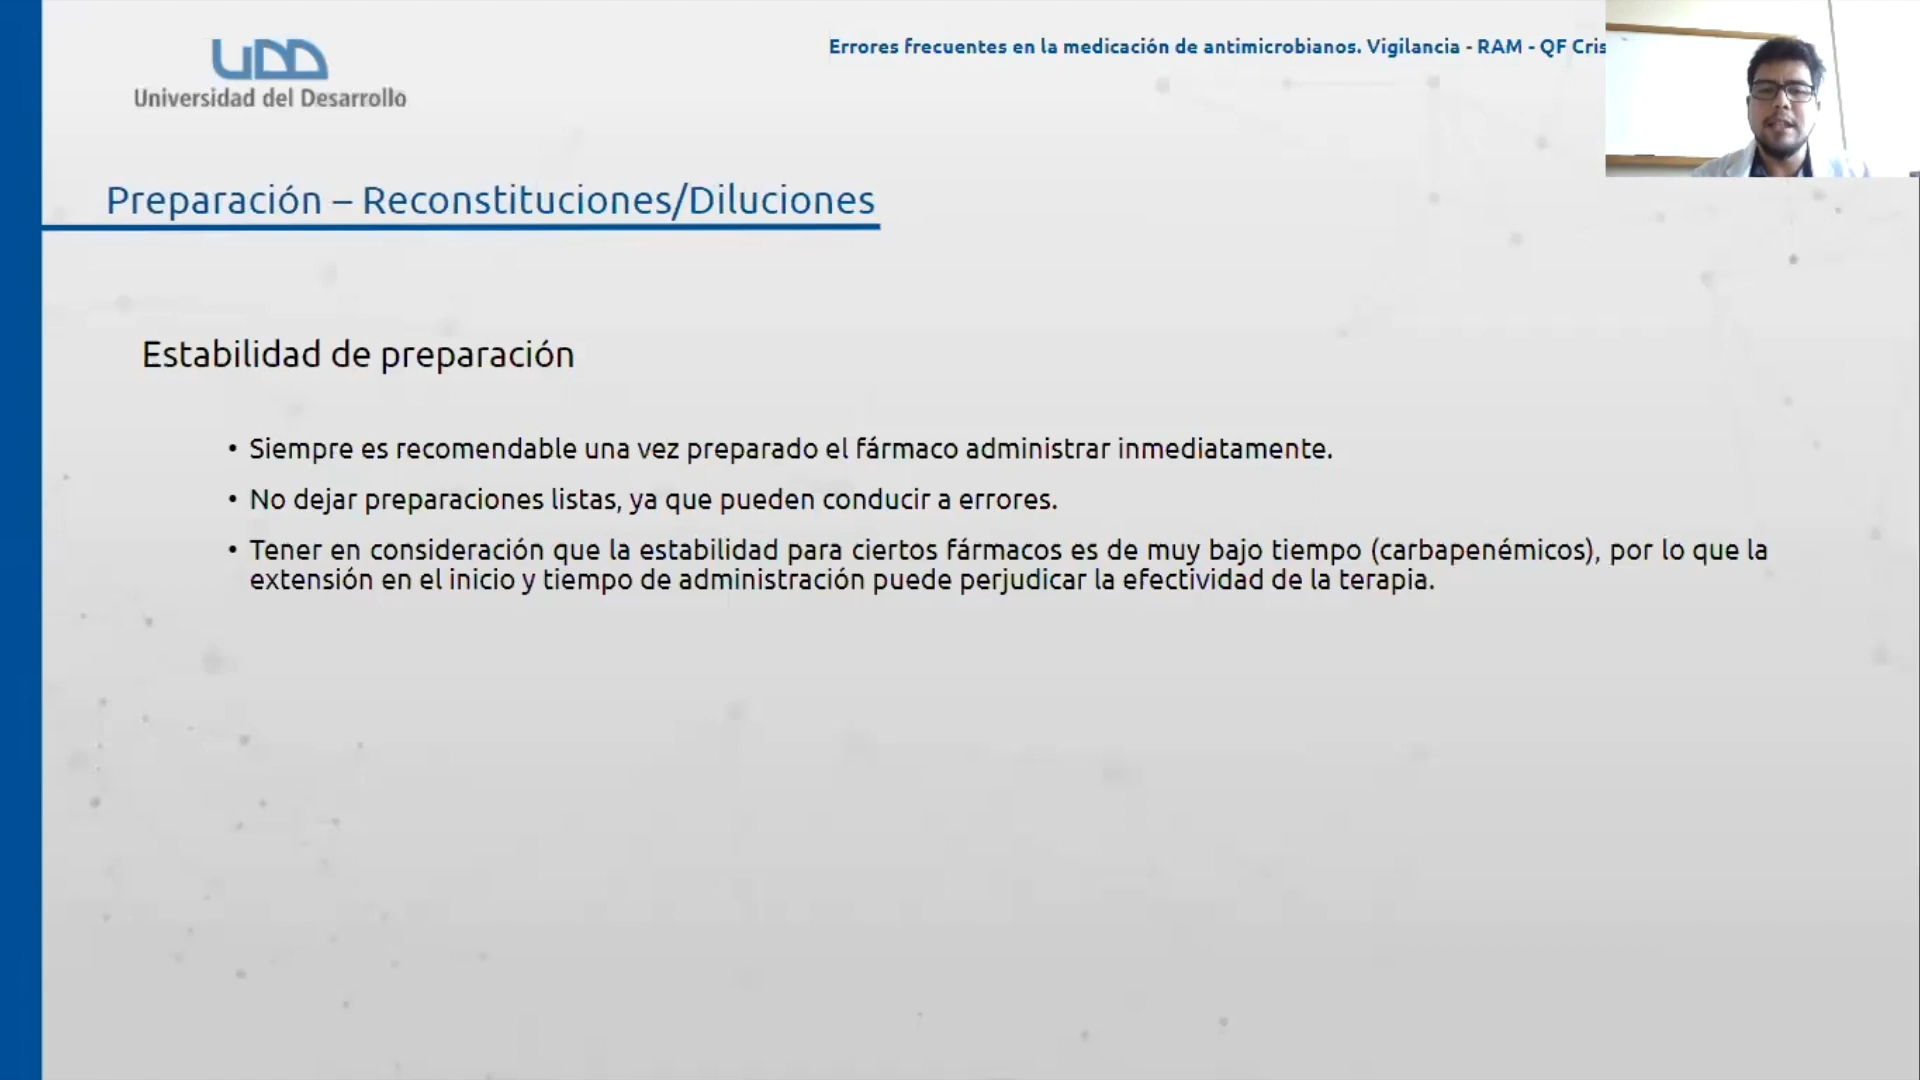 UDD
Universidad del Desarrollo
Errores frecuentes en la medicación de antimicrobianos. Vigilancia - RAM - QF Cris
Preparación – Reconstituciones/Diluciones
Estabilidad de preparación
• Siempre es recomendable una vez preparado el fármaco administrar inmediatamente.
• No dejar preparaciones listas, ya que pueden conducir a errores.
• Tener en consideración que la estabilidad para ciertos fármacos es de muy bajo tiempo (carbapenémicos), por lo que la
extensión en el inicio y tiempo de administración puede perjudicar la efectividad de la terapia.